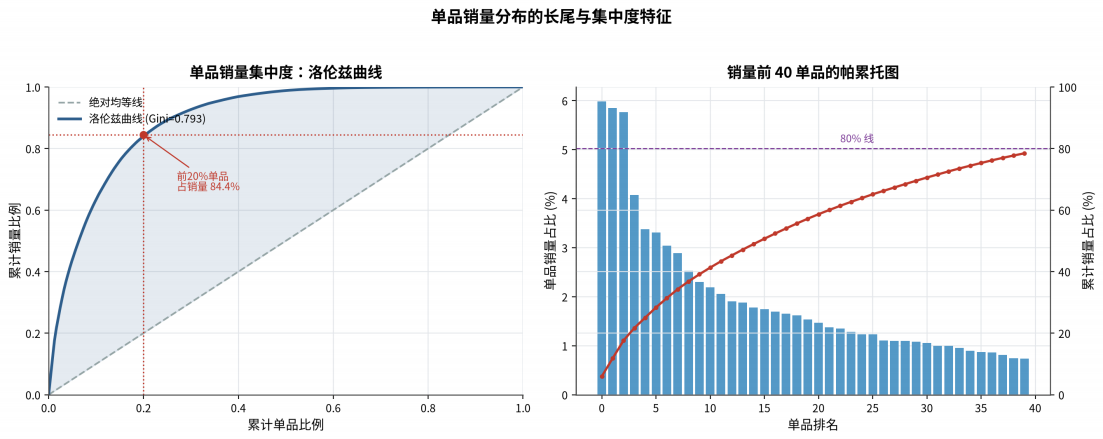 单品销量分布的长尾与集中度特征
单品销量集中度：洛伦兹曲线
绝对均等线
洛伦兹曲线 (Gini=0.793)
前20%单品
占销量 84.4%
累计销量比例
1.0
0.8
0.6
0.4
0.2
0.0
0.0 0.2 0.4 0.6 0.8 1.0
累计单品比例
销量前 40 单品的帕累托图
80% 线
单品销量占比 (%)
6
5
4
3
2
1
0
0 5 10 15 20 25 30 35 40
单品排名
100
80
60
40
20
0
累计销量占比 (%)